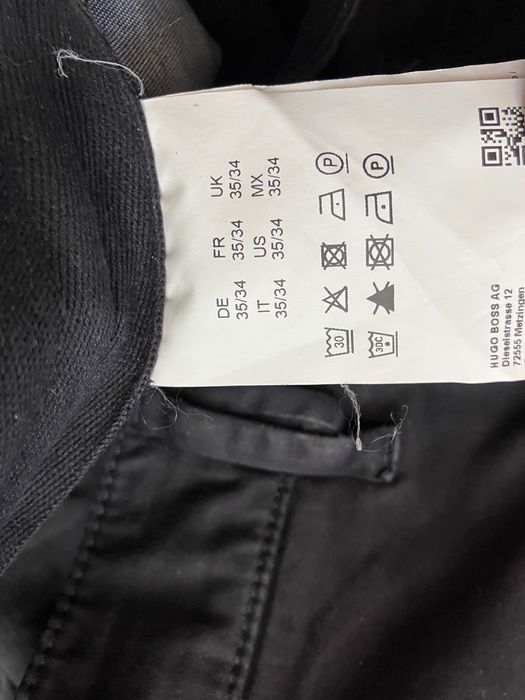 DE FR UK
35/34 35/34 35/34
IT US MX
35/34 35/34 35/34
30 P
30C P
HUGO BOSS AG
Dieselstrasse 12
72555 Metzingen